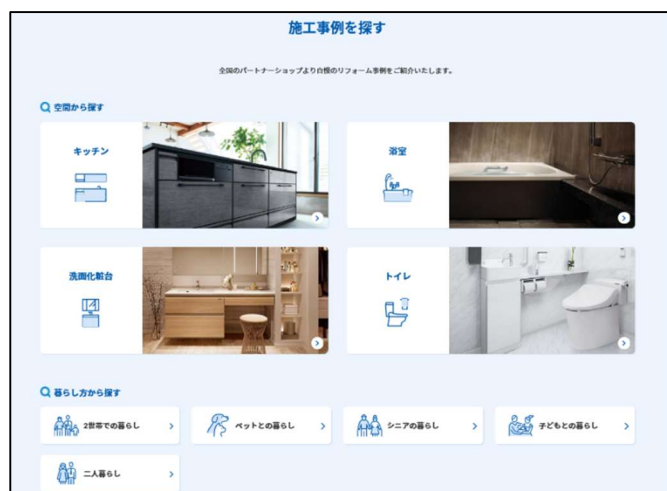 施工事例を探す
全国のパートナーショップより自慢のリフォーム事例をご紹介いたします。
空間から探す
キッチン
浴室
洗面化粧台
トイレ
暮らし方から探す
2世帯での暮らし
ペットとの暮らし
シニアの暮らし
子どもとの暮らし
二人暮らし